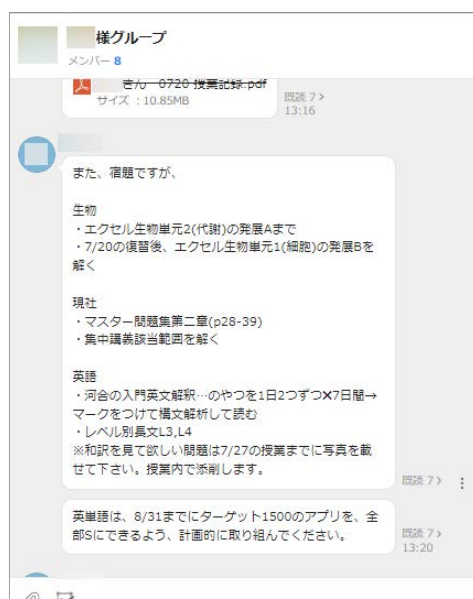 様グループ
メンバー 8
さん 0720 授業記録.pdf
サイズ : 10.85MB
既読 7 >
13:16
また、宿題ですが、
生物
・エクセル生物単元2(代謝)の発展Aまで
・7/20の復習後、エクセル生物単元1(細胞)の発展Bを
解く
現社
・マスター問題集第二章(p28-39)
・集中講義該当範囲を解く
英語
・河合の入門英文解釈…のやつを1日2つずつ×7日間→
マークをつけて構文解析して読む
・レベル別長文L3,L4
※和訳を見て欲しい問題は7/27の授業までに写真を載
せて下さい。授業内で添削します。
既読 7 >
英単語は、8/31までにターゲット1500のアプリを、全
部Sにできるよう、計画的に取り組んでください。
既読 7 >
13:20